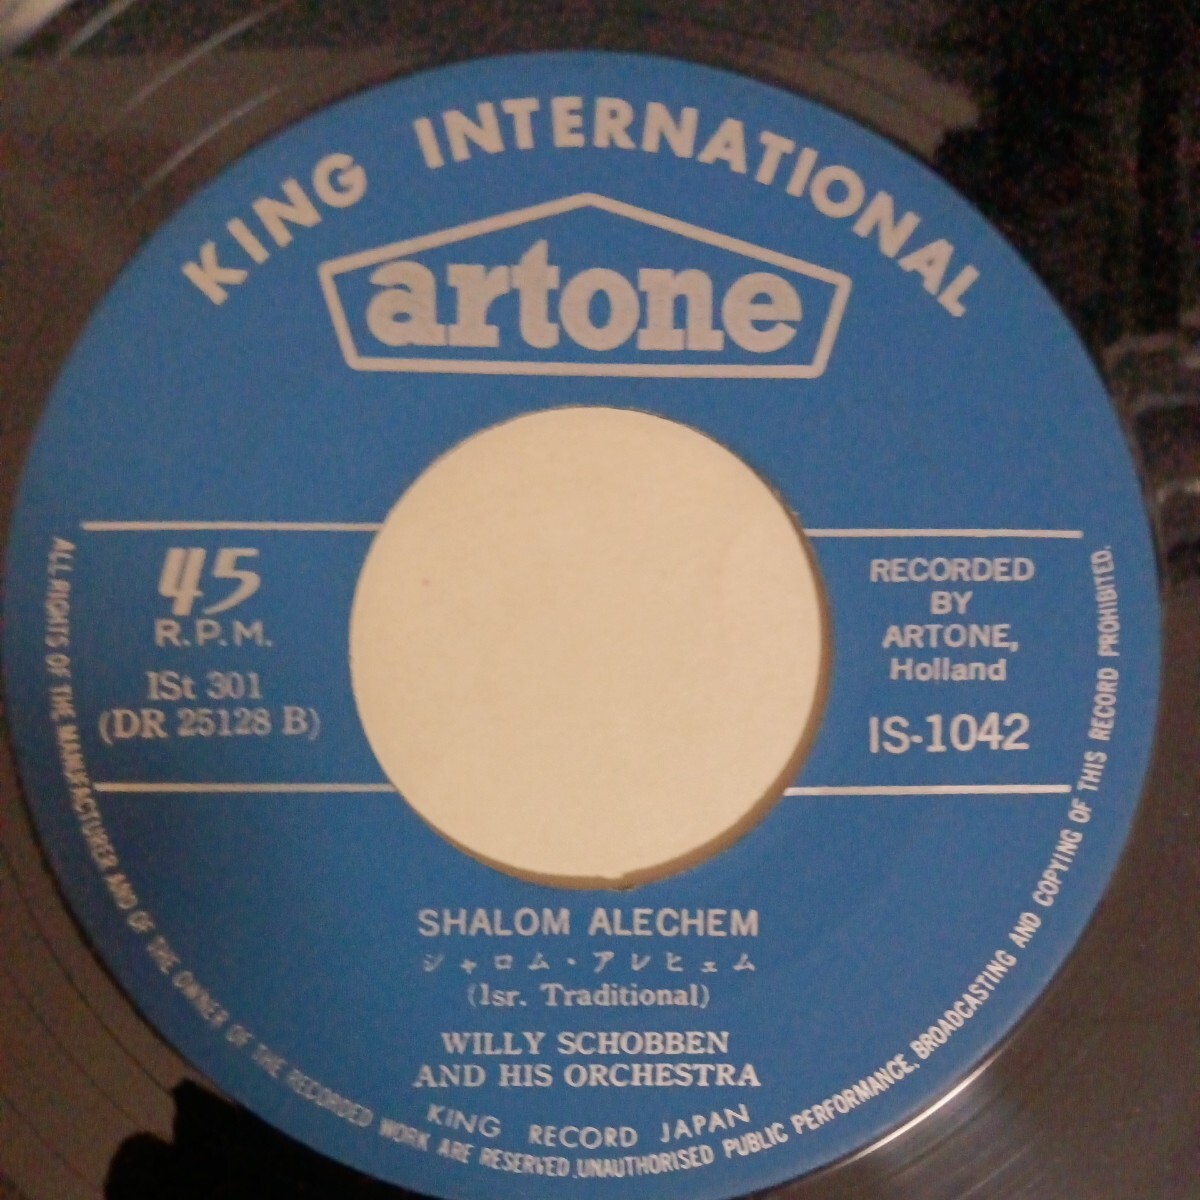 KING INTERNATIONAL
artone
45
R.P.M.
ISt 301
(DR 25128 B)
RECORDED
BY
ARTONE,
Holland
IS-1042
SHALOM ALECHEM
シャロム・アレヒェム
(Isr. Traditional)
WILLY SCHOBBEN
AND HIS ORCHESTRA
KING RECORD JAPAN
ALL RIGHTS OF THE MANUFACTURER AND OF THE OWNER OF THE RECORDED WORK ARE RESERVED. UNAUTHORISED PUBLIC PERFORMANCE, BROADCASTING AND COPYING OF THIS RECORD PROHIBITED.